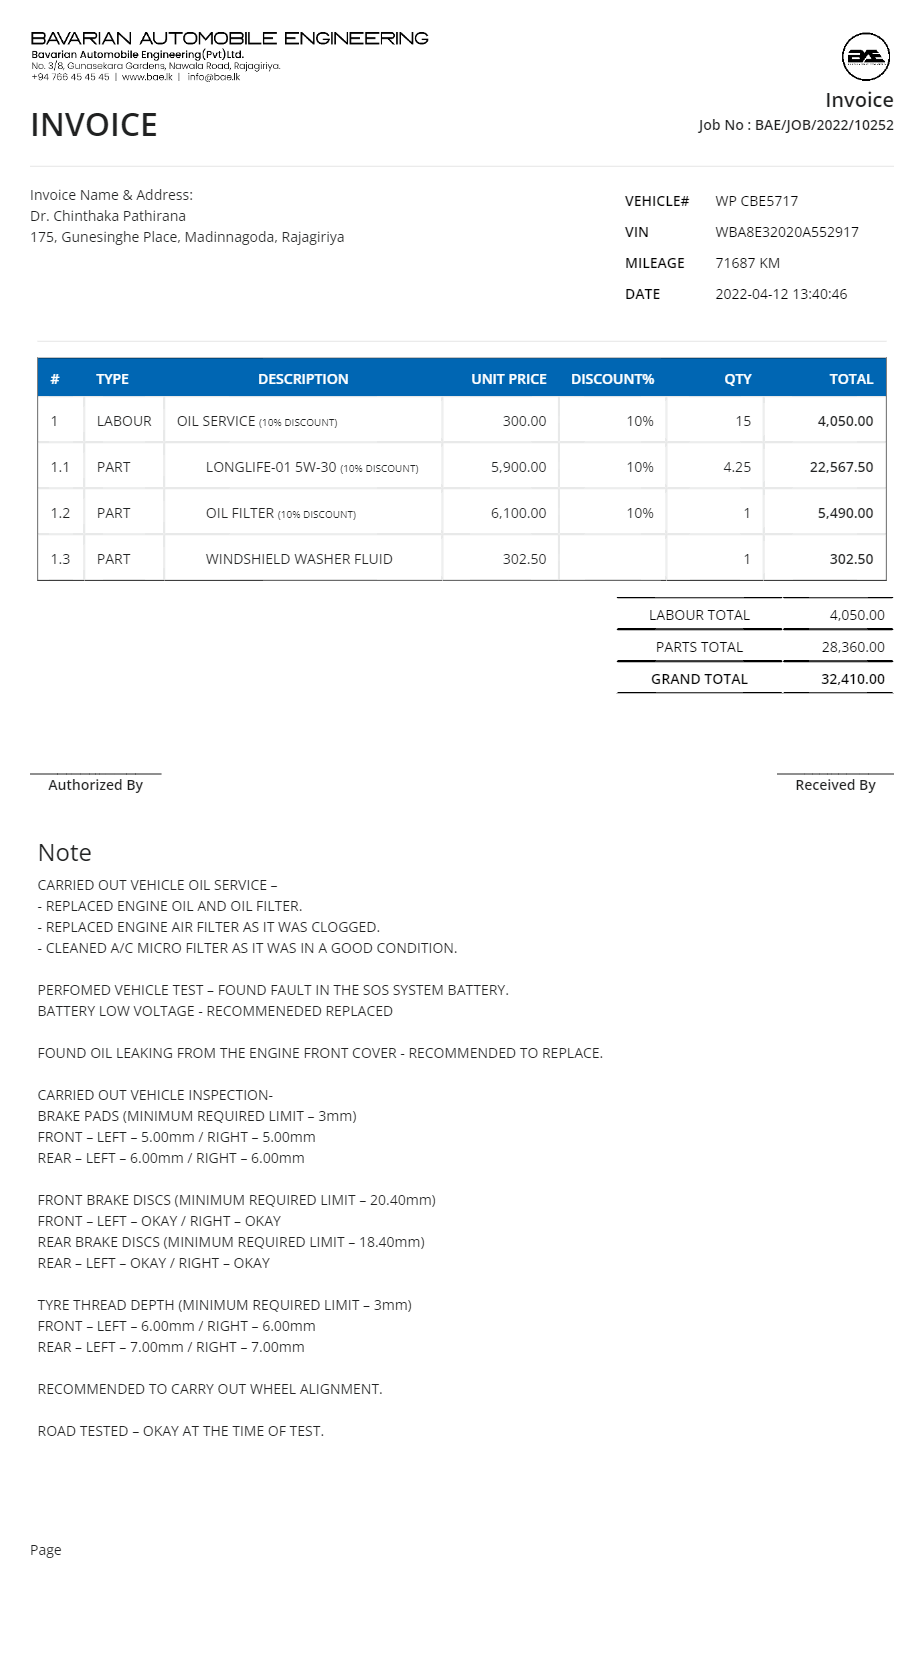 BAVARIAN AUTOMOBILE ENGINEERING
Bavarian Automobile Engineering(Pvt)Ltd.
No. 3/8, Gunasekara Gardens, Nawala Road, Rajagiriya.
+94 766 45 45 45 | www.bae.lk | info@bae.lk
BAE
Invoice
INVOICE
Job No : BAE/JOB/2022/10252
Invoice Name & Address:
Dr. Chinthaka Pathirana
175, Gunesinghe Place, Madinnagoda, Rajagiriya
VEHICLE# WP CBE5717
VIN WBA8E32020A552917
MILEAGE 71687 KM
DATE 2022-04-12 13:40:46
# TYPE DESCRIPTION UNIT PRICE DISCOUNT% QTY TOTAL
1 LABOUR OIL SERVICE (10% DISCOUNT) 300.00 10% 15 4,050.00
1.1 PART LONGLIFE-01 5W-30 (10% DISCOUNT) 5,900.00 10% 4.25 22,567.50
1.2 PART OIL FILTER (10% DISCOUNT) 6,100.00 10% 1 5,490.00
1.3 PART WINDSHIELD WASHER FLUID 302.50 1 302.50
LABOUR TOTAL 4,050.00
PARTS TOTAL 28,360.00
GRAND TOTAL 32,410.00
Authorized By Received By
Note
CARRIED OUT VEHICLE OIL SERVICE –
- REPLACED ENGINE OIL AND OIL FILTER.
- REPLACED ENGINE AIR FILTER AS IT WAS CLOGGED.
- CLEANED A/C MICRO FILTER AS IT WAS IN A GOOD CONDITION.
PERFOMED VEHICLE TEST – FOUND FAULT IN THE SOS SYSTEM BATTERY.
BATTERY LOW VOLTAGE - RECOMMENEDED REPLACED
FOUND OIL LEAKING FROM THE ENGINE FRONT COVER - RECOMMENDED TO REPLACE.
CARRIED OUT VEHICLE INSPECTION-
BRAKE PADS (MINIMUM REQUIRED LIMIT – 3mm)
FRONT – LEFT – 5.00mm / RIGHT – 5.00mm
REAR – LEFT – 6.00mm / RIGHT – 6.00mm
FRONT BRAKE DISCS (MINIMUM REQUIRED LIMIT – 20.40mm)
FRONT – LEFT – OKAY / RIGHT – OKAY
REAR BRAKE DISCS (MINIMUM REQUIRED LIMIT – 18.40mm)
REAR – LEFT – OKAY / RIGHT – OKAY
TYRE THREAD DEPTH (MINIMUM REQUIRED LIMIT – 3mm)
FRONT – LEFT – 6.00mm / RIGHT – 6.00mm
REAR – LEFT – 7.00mm / RIGHT – 7.00mm
RECOMMENDED TO CARRY OUT WHEEL ALIGNMENT.
ROAD TESTED – OKAY AT THE TIME OF TEST.
Page